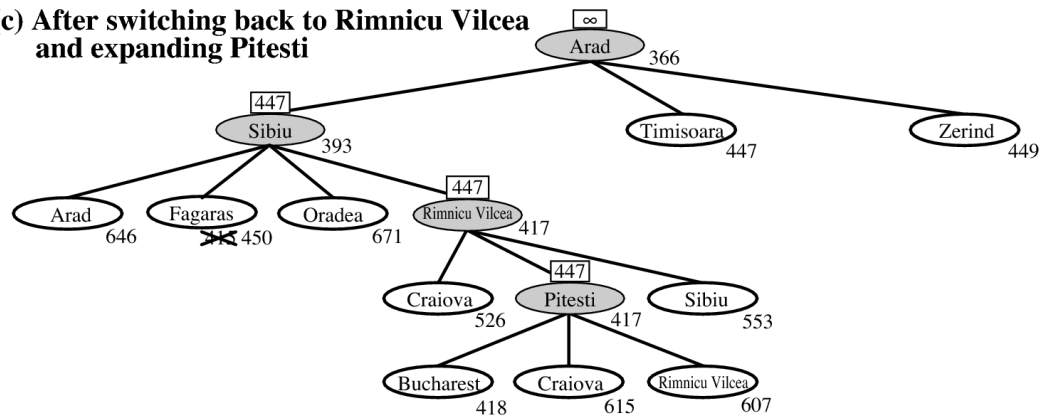 c) After switching back to Rimnicu Vilcea
and expanding Pitesti
∞
Arad
366
447
Sibiu
393
Timisoara
447
Zerind
449
Arad
646
Fagaras
415 450
Oradea
671
447
Rimnicu Vilcea
417
Craiova
526
447
Pitesti
417
Sibiu
553
Bucharest
418
Craiova
615
Rimnicu Vilcea
607